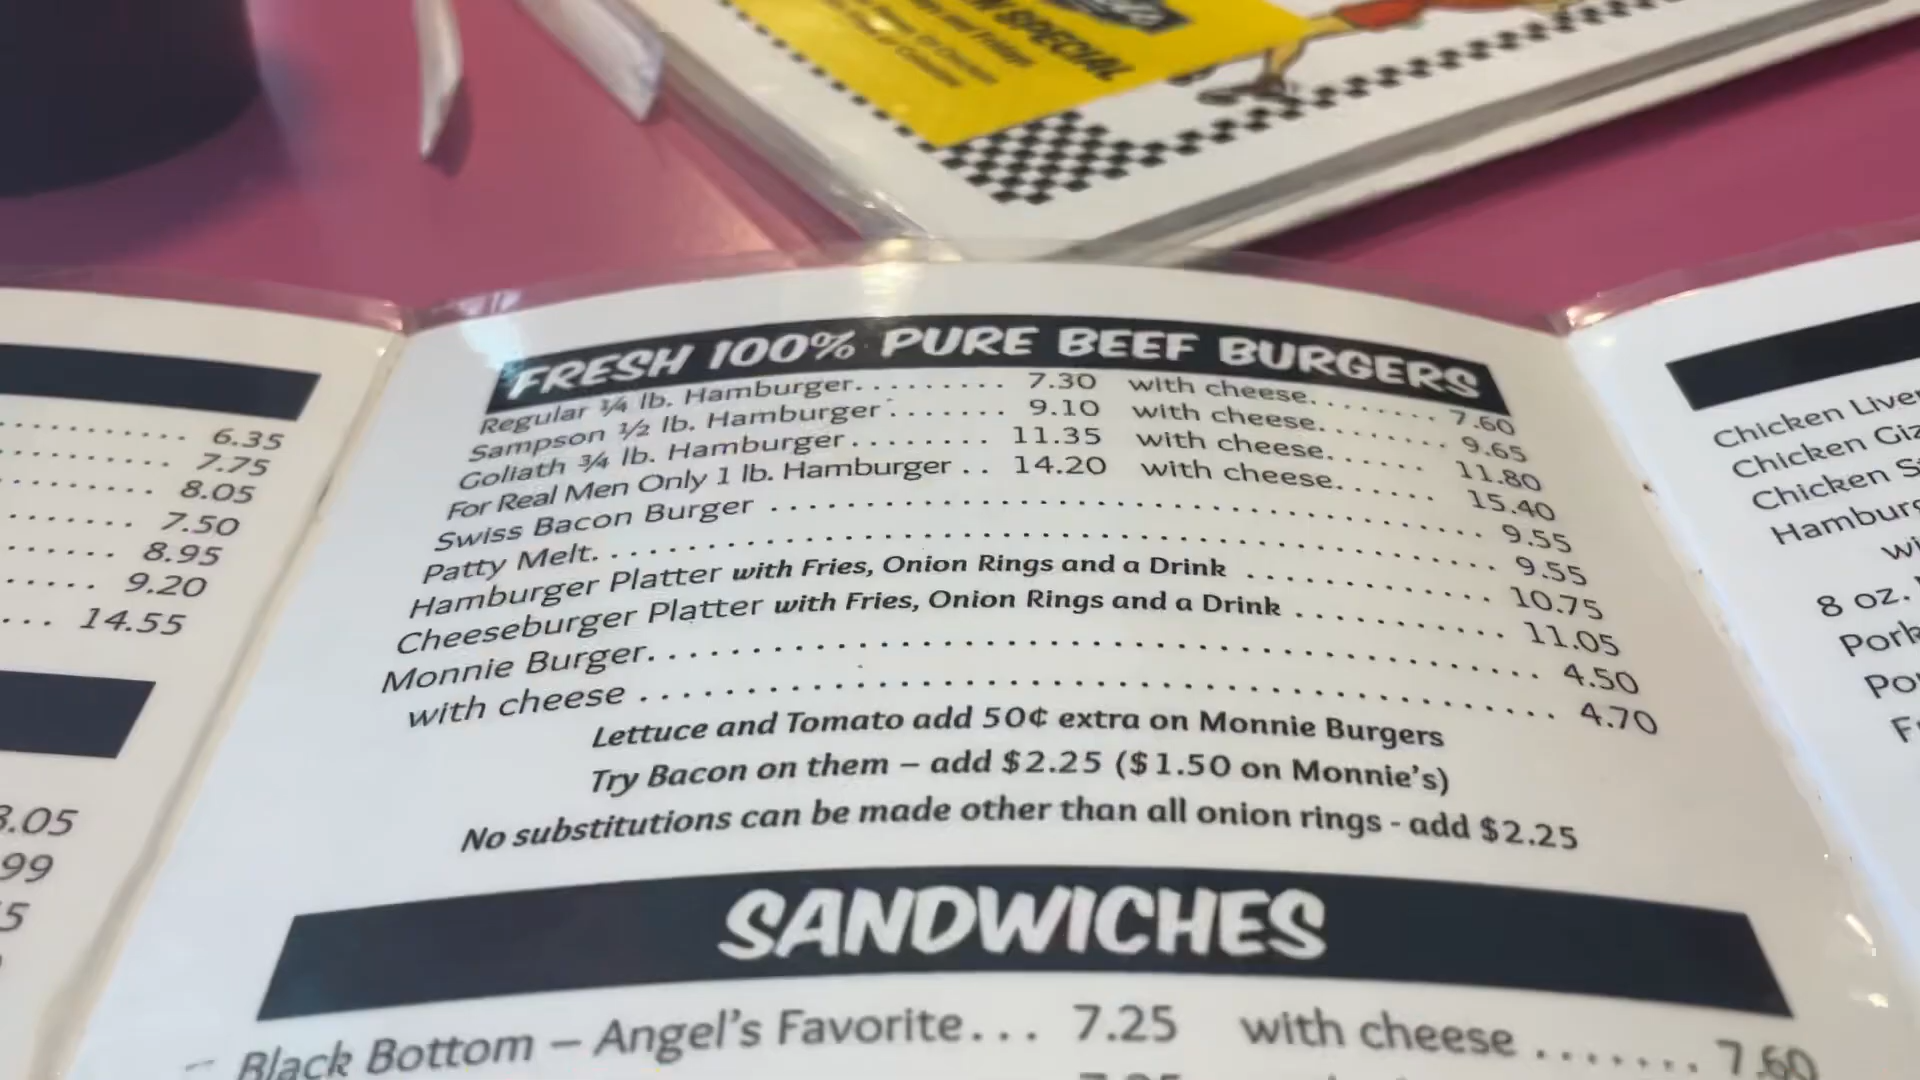 N SPECIAL
and Fridays
FRESH 100% PURE BEEF BURGERS
Regular ¼ lb. Hamburger......... 7.30 with cheese........ 7.60
Sampson ½ lb. Hamburger....... 9.10 with cheese........ 9.65
Goliath ¾ lb. Hamburger........ 11.35 with cheese....... 11.80
For Real Men Only 1 lb. Hamburger .. 14.20 with cheese...... 15.40
Swiss Bacon Burger ........ 9.55
Patty Melt........ 9.55
Hamburger Platter with Fries, Onion Rings and a Drink ........ 10.75
Cheeseburger Platter with Fries, Onion Rings and a Drink ........ 11.05
Monnie Burger........ 4.50
with cheese ........ 4.70
Lettuce and Tomato add 50¢ extra on Monnie Burgers
Try Bacon on them – add $2.25 ($1.50 on Monnie's)
No substitutions can be made other than all onion rings - add $2.25
SANDWICHES
Black Bottom – Angel's Favorite... 7.25 with cheese ....... 7.60
6.35
7.75
8.05
7.50
8.95
9.20
14.55
.05
99
5
Chicken
Chicken
Chicken
8 oz.
Pork